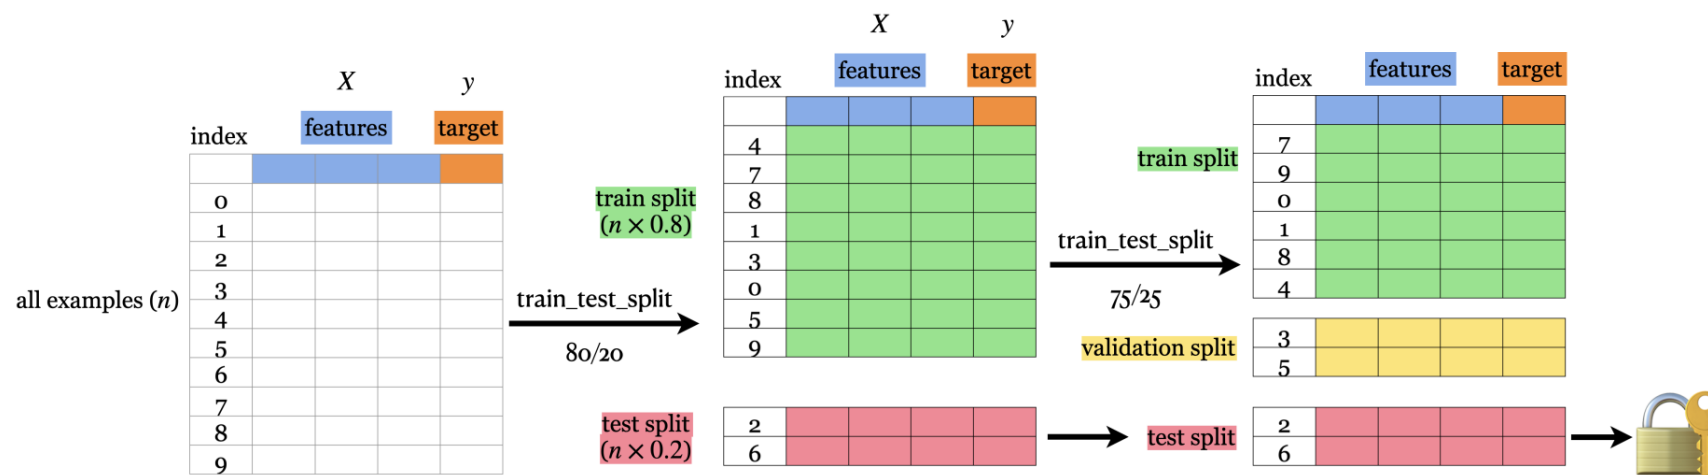 X
y
features
target
index
0
1
2
3
4
5
6
7
8
9
all examples (n)
train_test_split
80/20
X
y
features
target
index
4
7
8
1
3
0
5
9
train split
(n × 0.8)
test split
(n × 0.2)
2
6
train_test_split
75/25
features
target
index
train split
7
9
0
1
8
4
validation split
3
5
test split
2
6